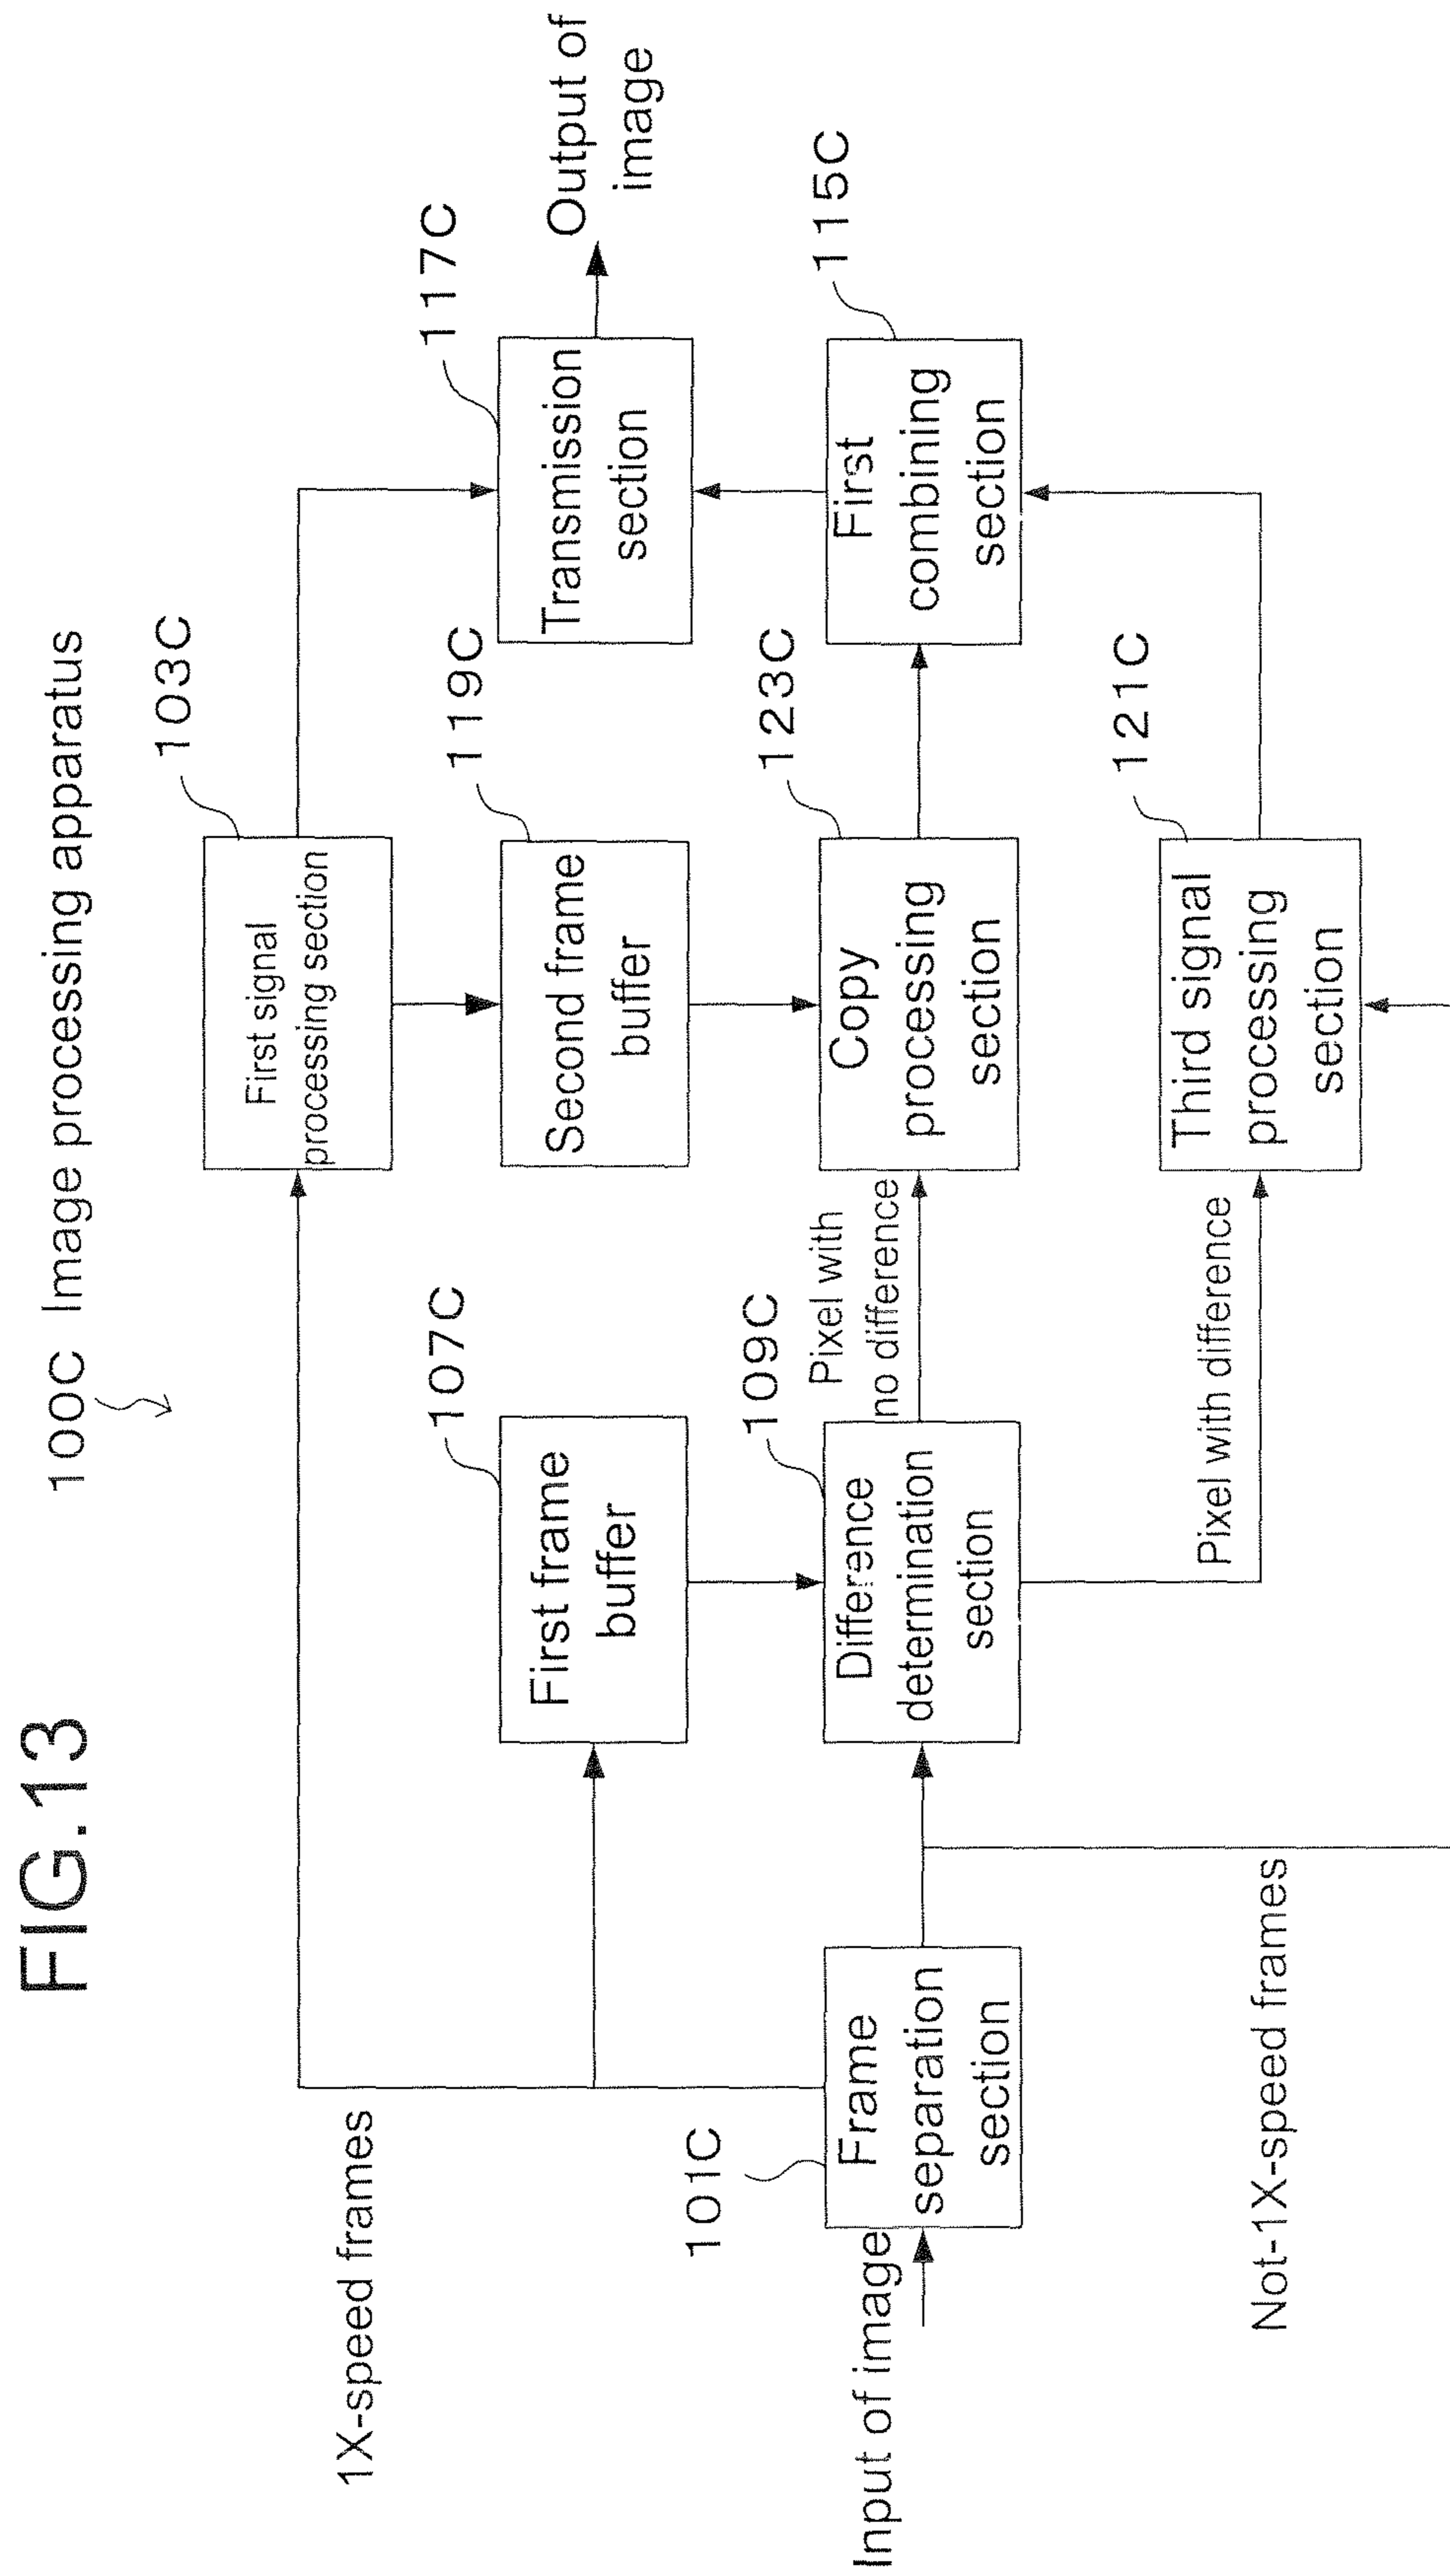 FIG.13
100C Image processing apparatus
103C
First signal
processing section
1X-speed frames
107C
First frame
buffer
119C
Second frame
buffer
117C
Transmission
section
Output of
image
Input of image
101C
Frame
separation
section
109C
Difference
determination
section
Pixel with
no difference
123C
Copy
processing
section
115C
First
combining
section
Not-1X-speed frames
Pixel with difference
121C
Third signal
processing
section